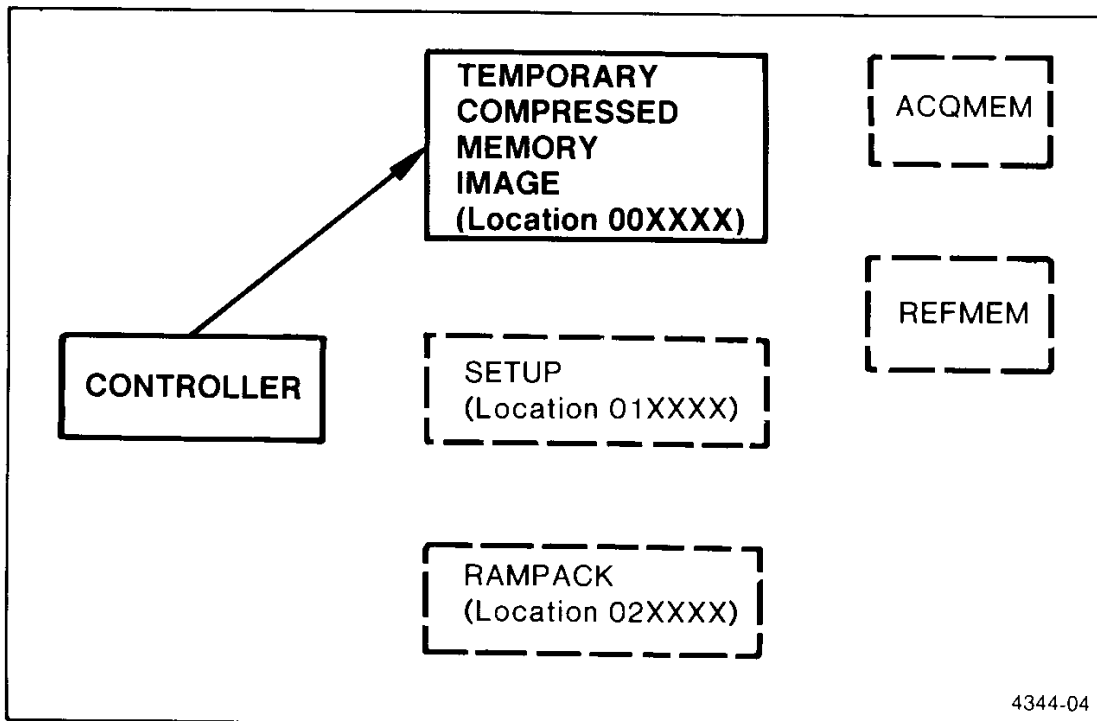 TEMPORARY
COMPRESSED
MEMORY
IMAGE
(Location 00XXXX)
ACQMEM
REFMEM
CONTROLLER
SETUP
(Location 01XXXX)
RAMPACK
(Location 02XXXX)
4344-04